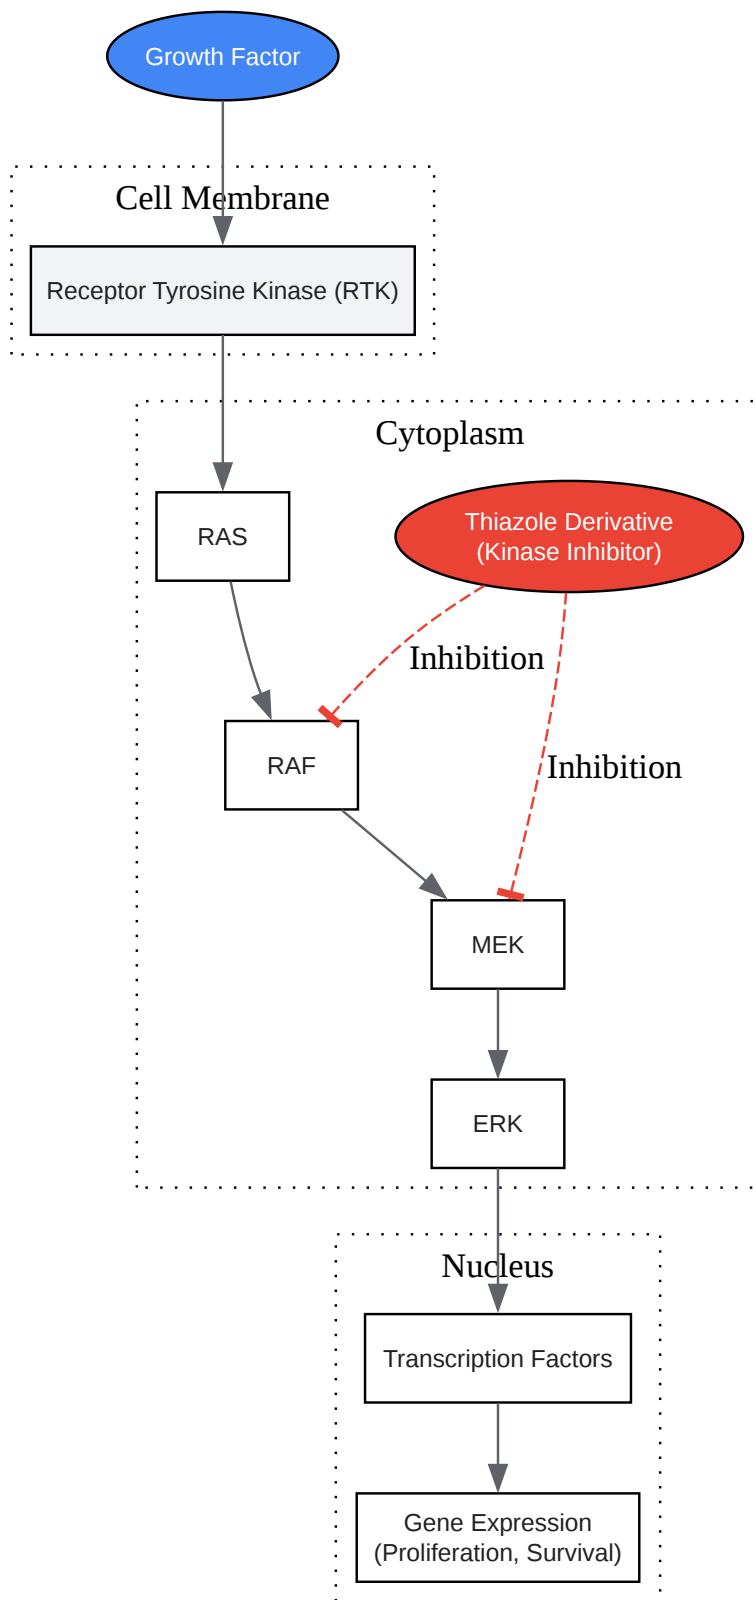 Growth Factor
Cell Membrane
Receptor Tyrosine Kinase (RTK)
Cytoplasm
RAS
Thiazole Derivative
(Kinase Inhibitor)
Inhibition
RAF
Inhibition
MEK
ERK
Nucleus
Transcription Factors
Gene Expression
(Proliferation, Survival)